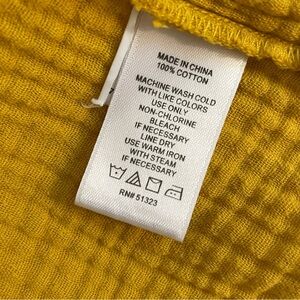 MADE IN CHINA
100% COTTON
MACHINE WASH COLD
WITH LIKE COLORS
USE ONLY
NON-CHLORINE
BLEACH
IF NECESSARY
LINE DRY
USE WARM IRON
WITH STEAM
IF NECESSARY
RN# 51323